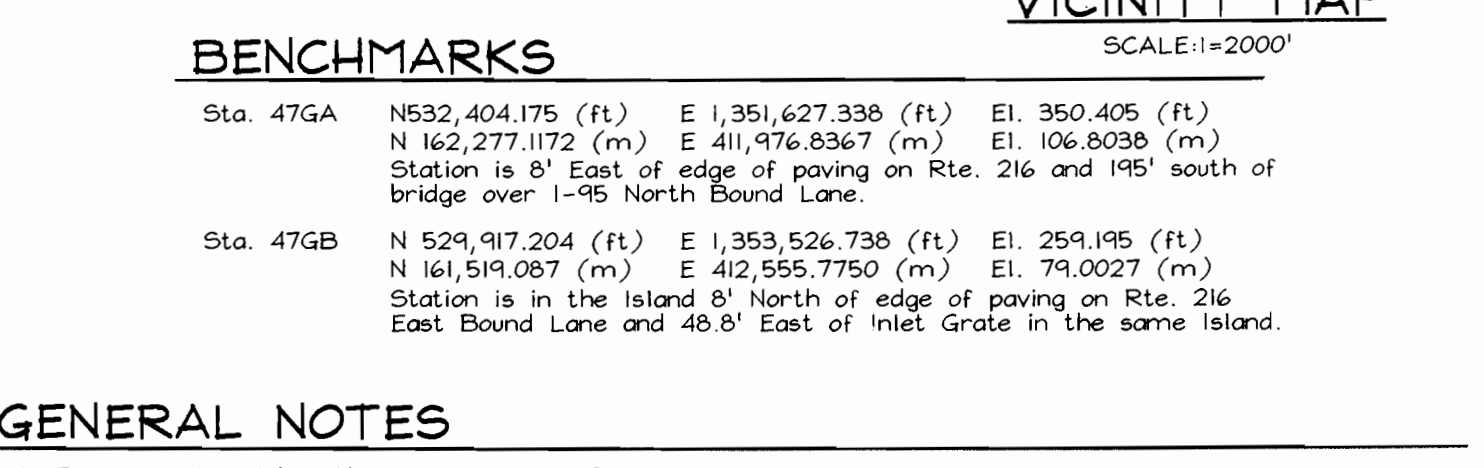 VICINITY MAP
SCALE:1=2000'
BENCHMARKS
Sta. 47GA N532,404.175 (ft) E 1,351,627.338 (ft) El. 350.405 (ft)
N 162,277.1172 (m) E 411,976.8367 (m) El. 106.8038 (m)
Station is 8' East of edge of paving on Rte. 216 and 195' south of
bridge over I-95 North Bound Lane.
Sta. 47GB N 529,917.204 (ft) E 1,353,526.738 (ft) El. 259.195 (ft)
N 161,519.087 (m) E 412,555.7750 (m) El. 79.0027 (m)
Station is in the Island 8' North of edge of paving on Rte. 216
East Bound Lane and 48.8' East of Inlet Grate in the same Island.
GENERAL NOTES